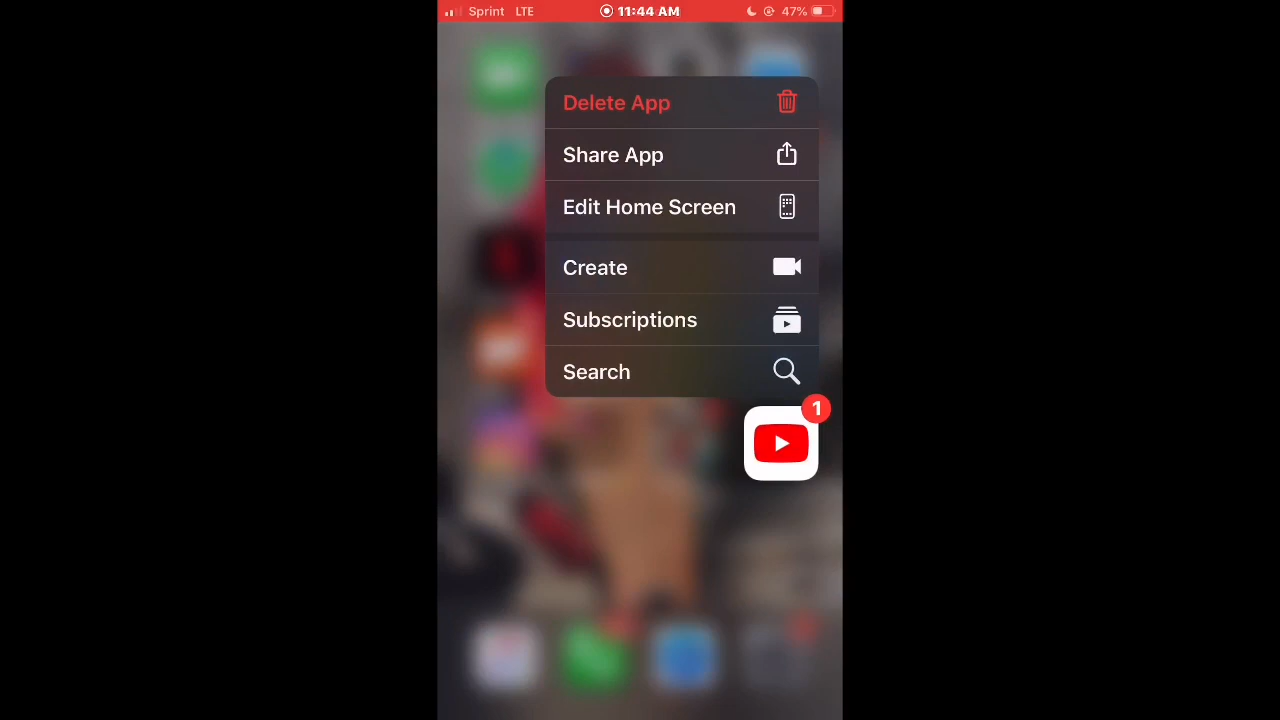 Sprint LTE 11:44 AM 47%
Delete App
Share App
Edit Home Screen
Create
Subscriptions
Search
1